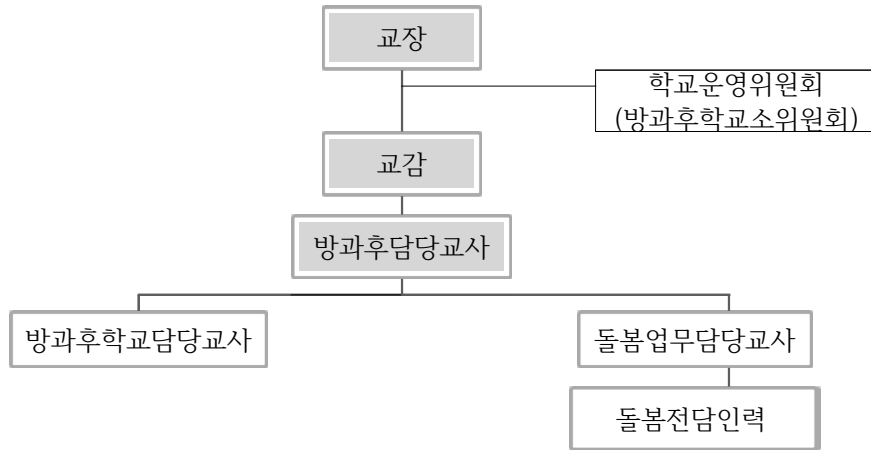 교장
학교운영위원회
(방과후학교소위원회)
교감
방과후담당교사
방과후학교담당교사
돌봄업무담당교사
돌봄전담인력